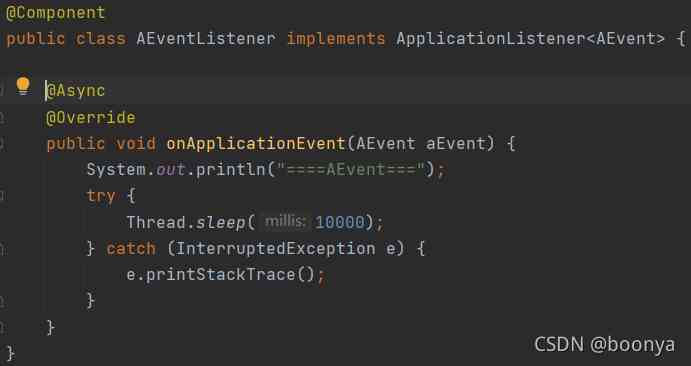 @Component
public class AEventListener implements ApplicationListener<AEvent> {
@Async
@Override
public void onApplicationEvent(AEvent aEvent) {
System.out.println("====AEvent===");
try {
Thread.sleep( millis: 10000);
} catch (InterruptedException e) {
e.printStackTrace();
}
}
}
CSDN @boonya